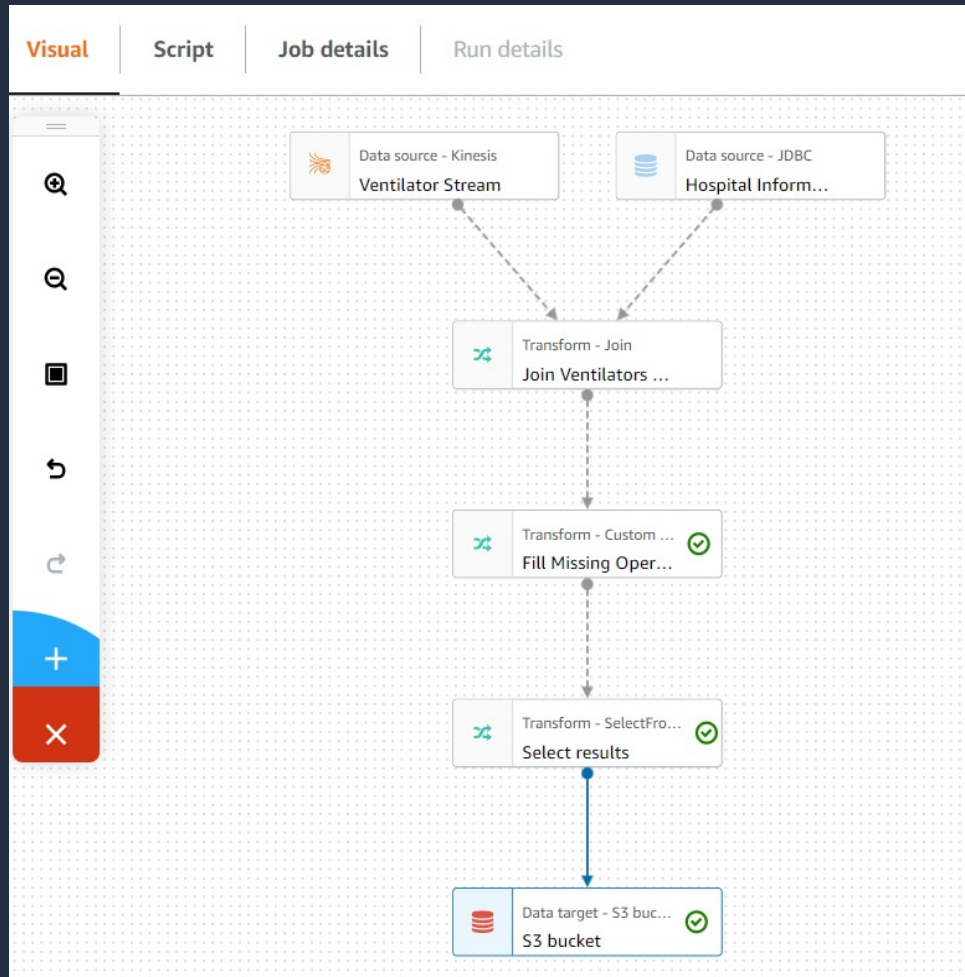 Visual Script Job details Run details
Data source - Kinesis
Ventilator Stream
Data source - JDBC
Hospital Inform...
Transform - Join
Join Ventilators ...
Transform - Custom ...
Fill Missing Oper...
Transform - SelectFro...
Select results
Data target - S3 buc...
S3 bucket